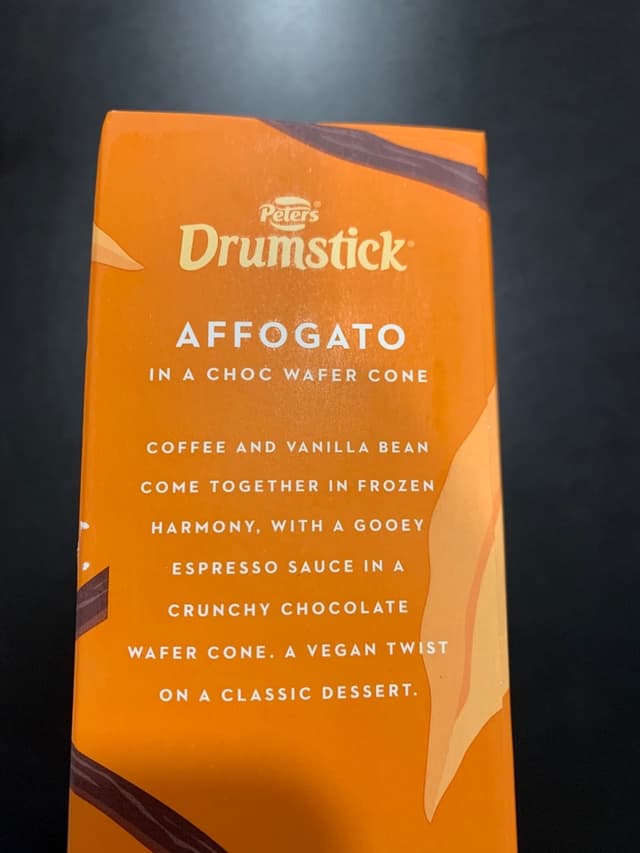 Peters
Drumstick
AFFOGATO
IN A CHOC WAFER CONE
COFFEE AND VANILLA BEAN
COME TOGETHER IN FROZEN
HARMONY, WITH A GOOEY
ESPRESSO SAUCE IN A
CRUNCHY CHOCOLATE
WAFER CONE. A VEGAN TWIST
ON A CLASSIC DESSERT.